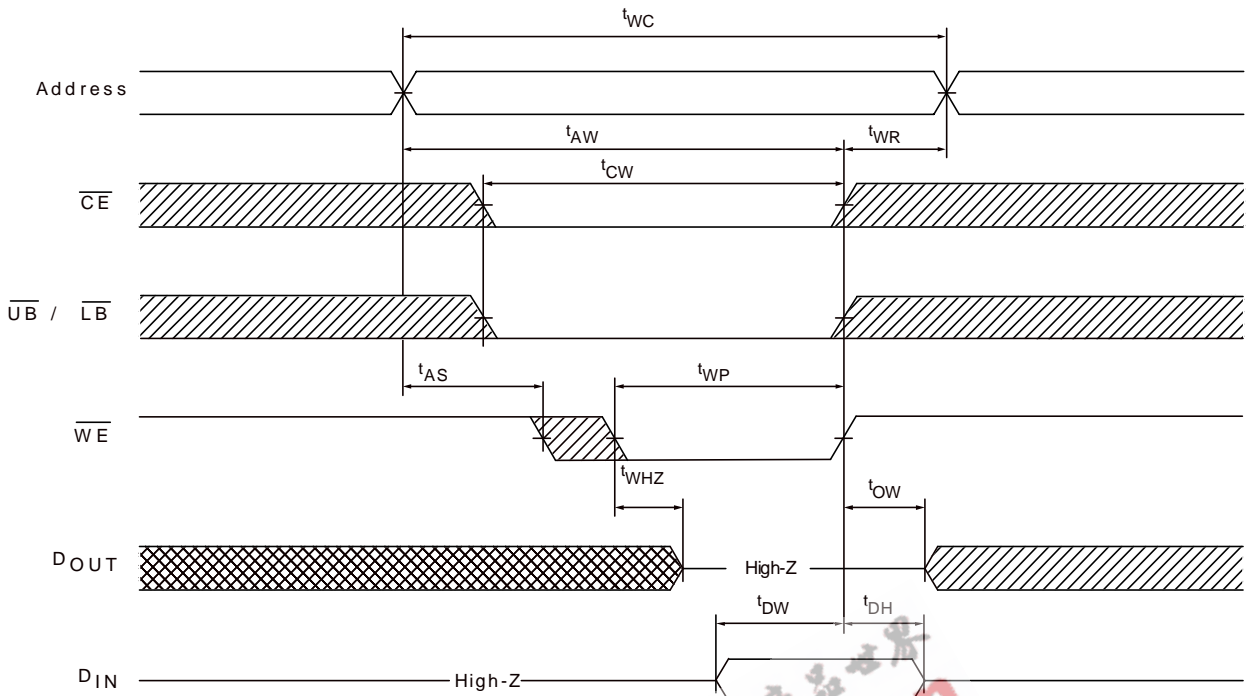 tWC
Address
tAW
tWR
tCW
CE
UB / LB
tAS
tWP
WE
tWHZ
tOW
DOUT
High-Z
tDW
tDH
DIN
High-Z